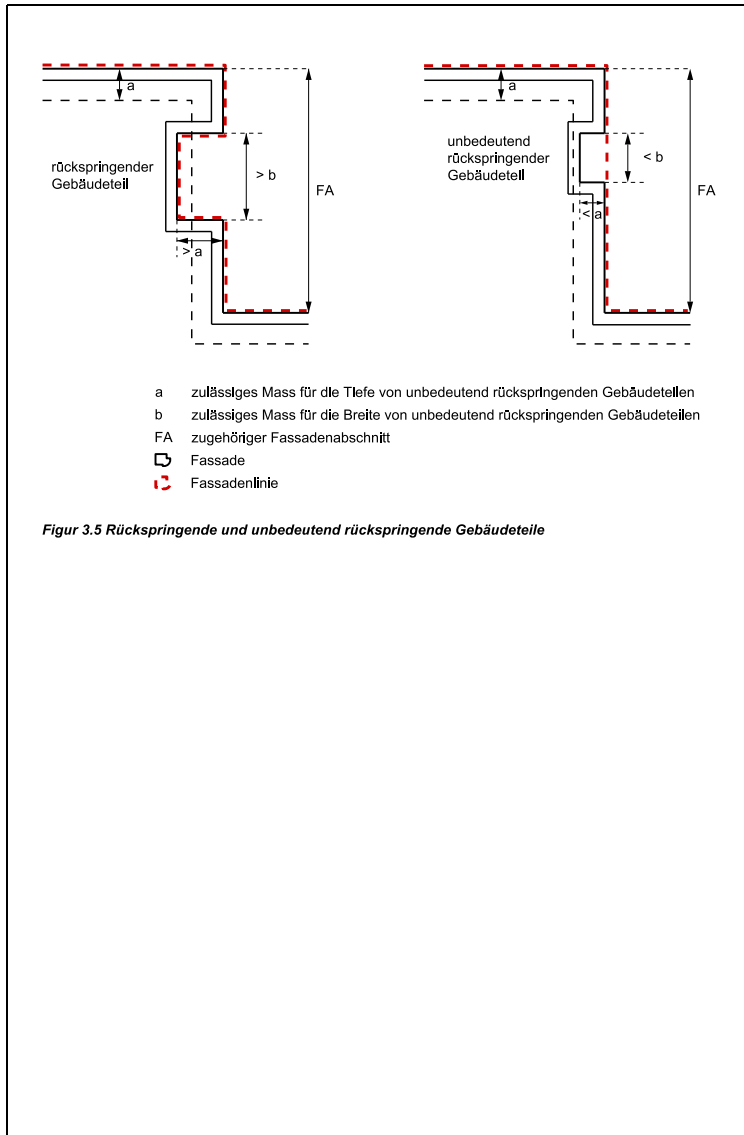 a
rückspringender
Gebäudeteil
> b
FA
> a
a
unbedeutend
rückspringender
Gebäudeteil
< b
FA
< a
a zulässiges Mass für die Tiefe von unbedeutend rückspringenden Gebäudeteilen
b zulässiges Mass für die Breite von unbedeutend rückspringenden Gebäudeteilen
FA zugehöriger Fassadenabschnitt
Fassade
Fassadenlinie
Figur 3.5 Rückspringende und unbedeutend rückspringende Gebäudeteile